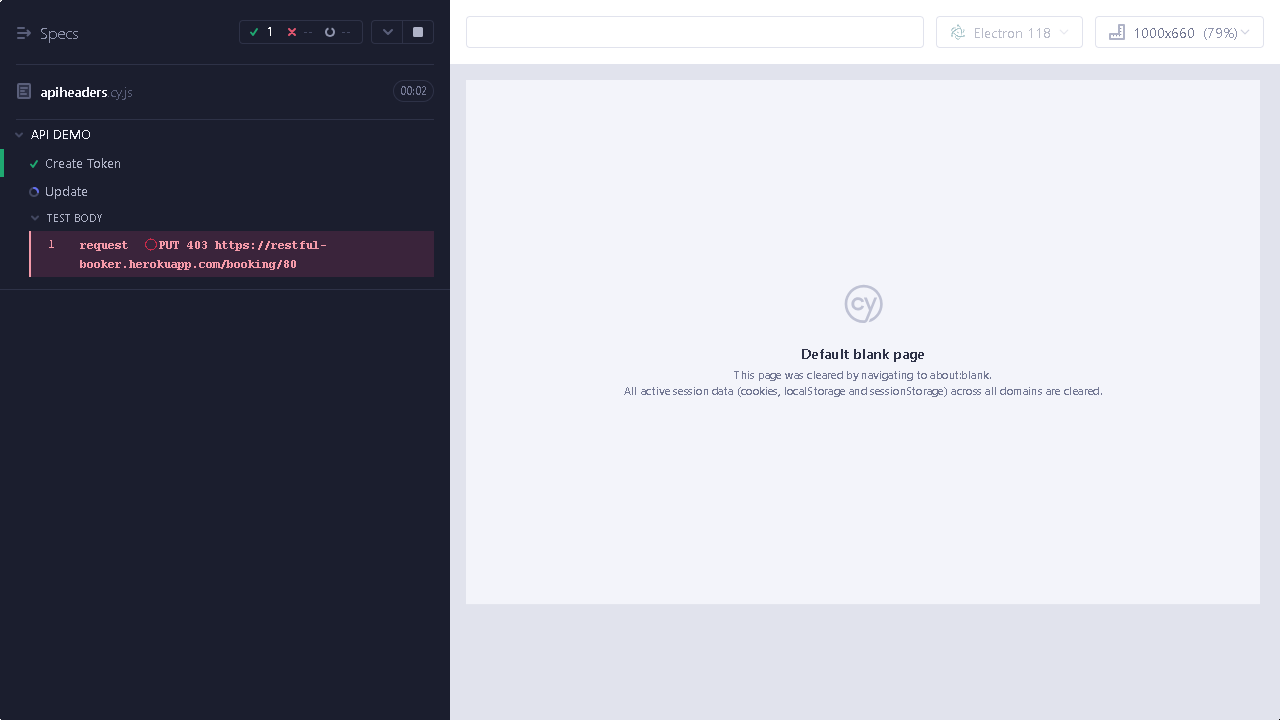 Specs
1
--
--
apiheaders.cy.js
00:02
API DEMO
Create Token
Update
TEST BODY
1 request PUT 403 https://restful-
booker.herokuapp.com/booking/80
Electron 118
1000x660 (79%)
cy
Default blank page
This page was cleared by navigating to about:blank.
All active session data (cookies, localStorage and sessionStorage) across all domains are cleared.